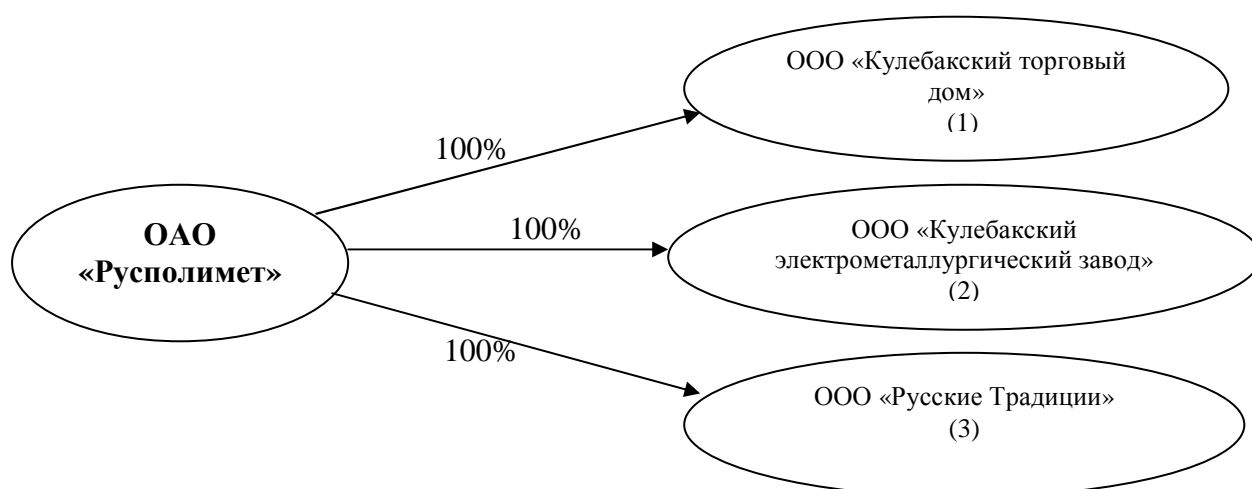 ООО «Кулебакский торговый
дом»
(1)
100%
ОАО
«Русполимет»
100%
ООО «Кулебакский
электрометаллургический завод»
(2)
100%
ООО «Русские Традиции»
(3)